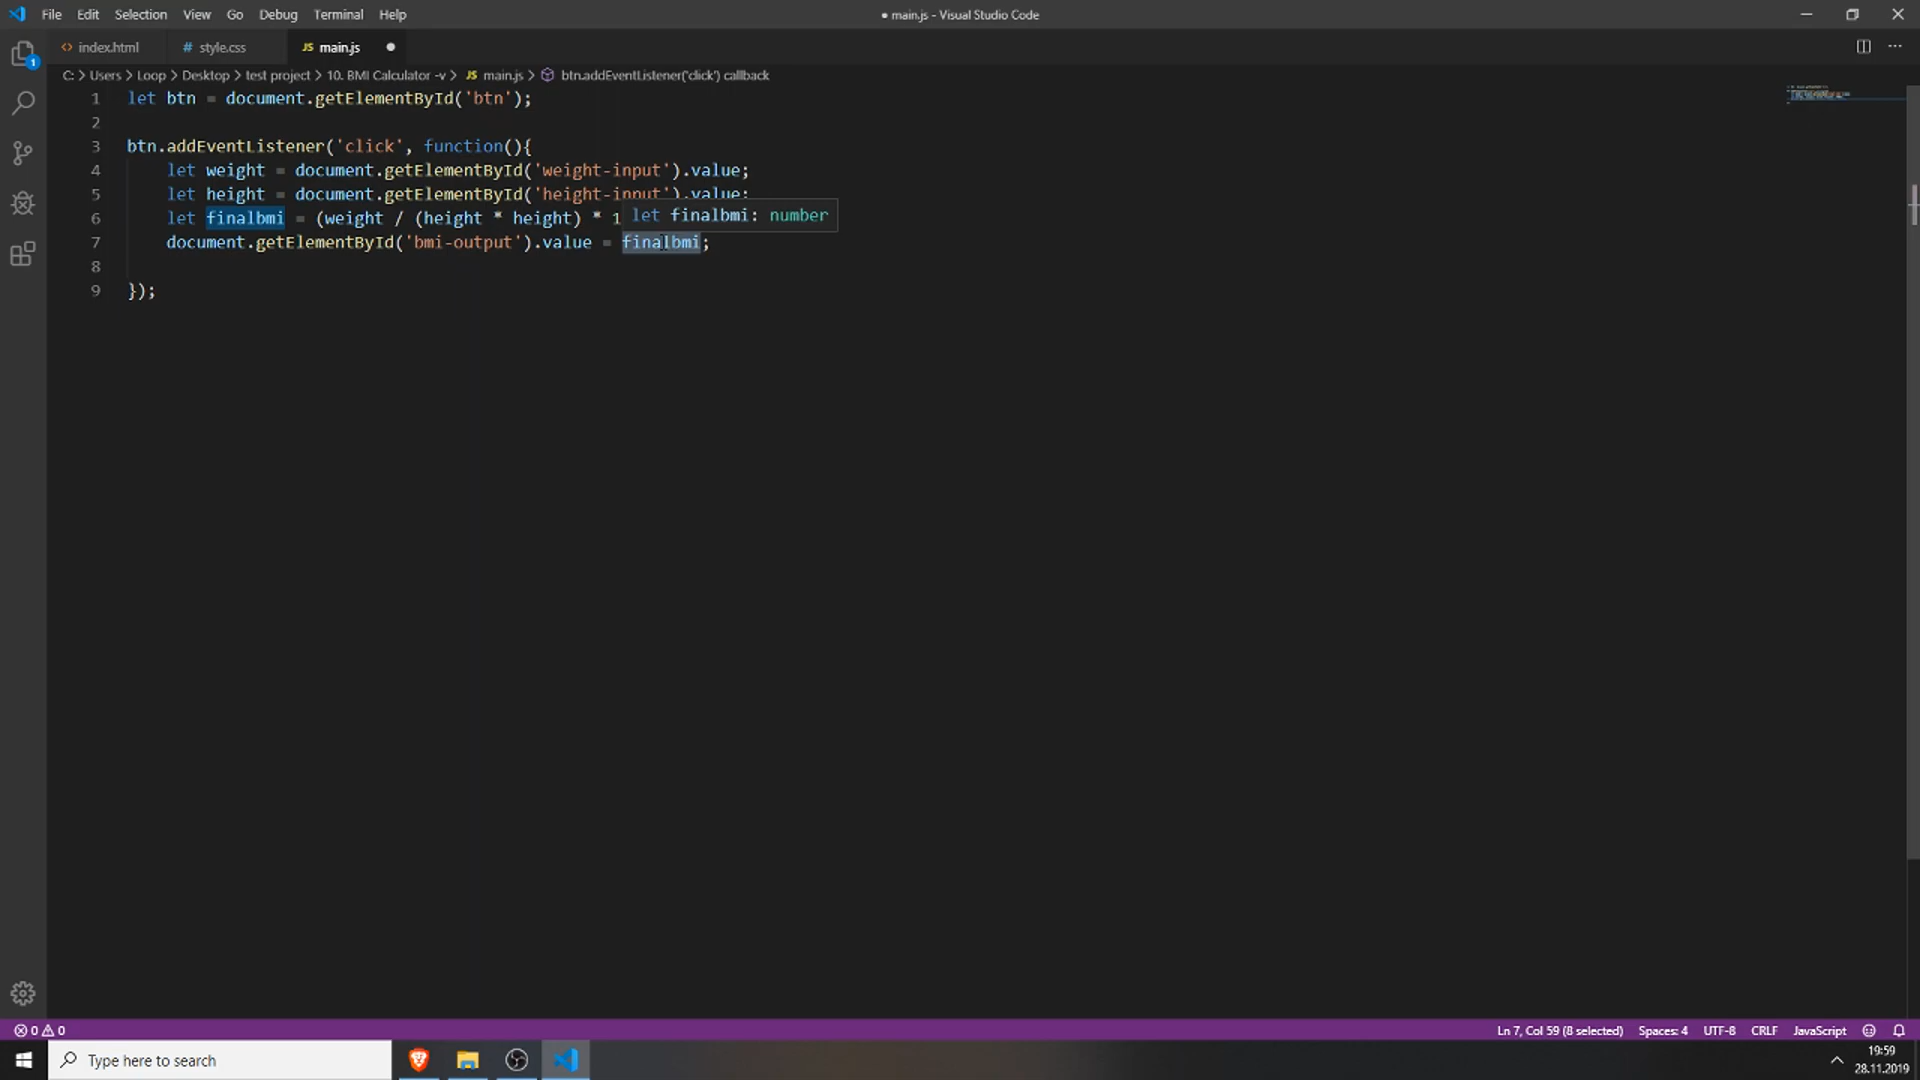 File Edit Selection View Go Debug Terminal Help
● main.js - Visual Studio Code
<> index.html # style.css JS main.js ●
1
C: > Users > Loop > Desktop > test project > 10. BMI Calculator -v > JS main.js > btn.addEventListener('click') callback
1 let btn = document.getElementById('btn');
2
3 btn.addEventListener('click', function(){
4 let weight = document.getElementById('weight-input').value;
5 let height = document.getElementById('height-input').value;
6 let finalbmi = (weight / (height * height) * 1
let finalbmi: number
7 document.getElementById('bmi-output').value = finalbmi;
8
9 });
0 0
Ln 7, Col 59 (8 selected) Spaces: 4 UTF-8 CRLF JavaScript
Type here to search
19:59
28.11.2019